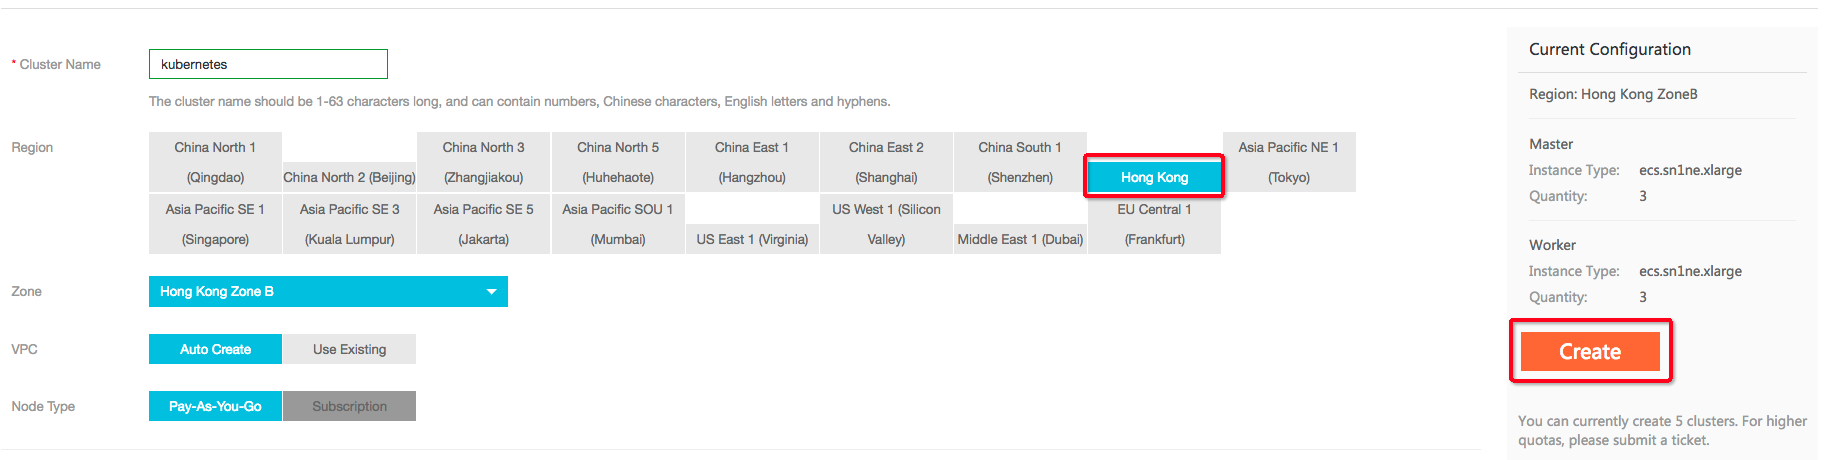 * Cluster Name
kubernetes
The cluster name should be 1-63 characters long, and can contain numbers, Chinese characters, English letters and hyphens.
Region
China North 1
(Qingdao)
China North 2 (Beijing)
China North 3
(Zhangjiakou)
China North 5
(Huhehaote)
China East 1
(Hangzhou)
China East 2
(Shanghai)
China South 1
(Shenzhen)
Hong Kong
Asia Pacific NE 1
(Tokyo)
Asia Pacific SE 1
(Singapore)
Asia Pacific SE 3
(Kuala Lumpur)
Asia Pacific SE 5
(Jakarta)
Asia Pacific SOU 1
(Mumbai)
US East 1 (Virginia)
US West 1 (Silicon
Valley)
Middle East 1 (Dubai)
EU Central 1
(Frankfurt)
Zone
Hong Kong Zone B
VPC
Auto Create
Use Existing
Node Type
Pay-As-You-Go
Subscription
Current Configuration
Region: Hong Kong ZoneB
Master
Instance Type: ecs.sn1ne.xlarge
Quantity: 3
Worker
Instance Type: ecs.sn1ne.xlarge
Quantity: 3
Create
You can currently create 5 clusters. For higher
quotas, please submit a ticket.